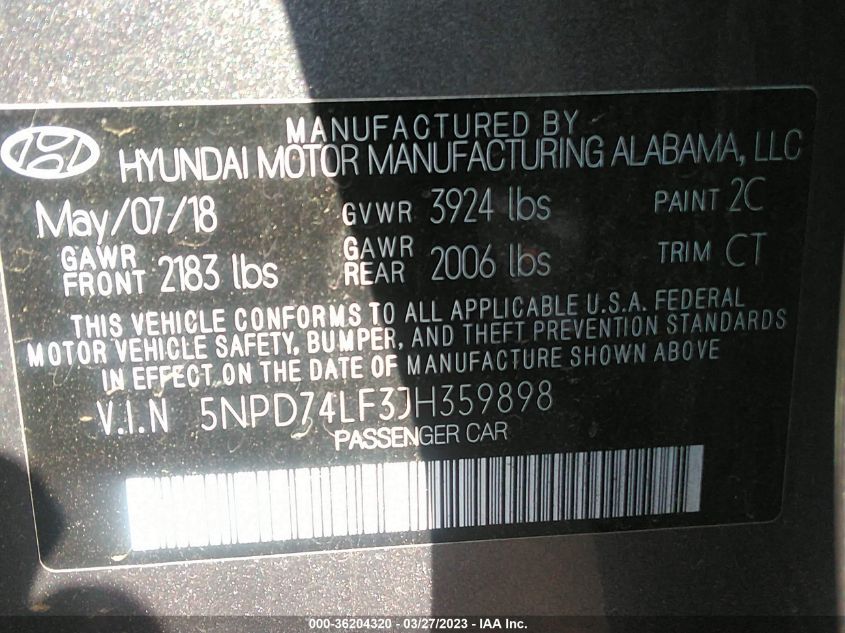 MANUFACTURED BY
HYUNDAI MOTOR MANUFACTURING ALABAMA, LLC
May/07/18 GVWR 3924 lbs PAINT 2C
GAWR FRONT 2183 lbs GAWR REAR 2006 lbs TRIM CT
THIS VEHICLE CONFORMS TO ALL APPLICABLE U.S.A. FEDERAL
MOTOR VEHICLE SAFETY, BUMPER, AND THEFT PREVENTION STANDARDS
IN EFFECT ON THE DATE OF MANUFACTURE SHOWN ABOVE
V.I.N 5NPD74LF3JH359898
PASSENGER CAR
000-36204320 — 03/27/2023 — IAA Inc.